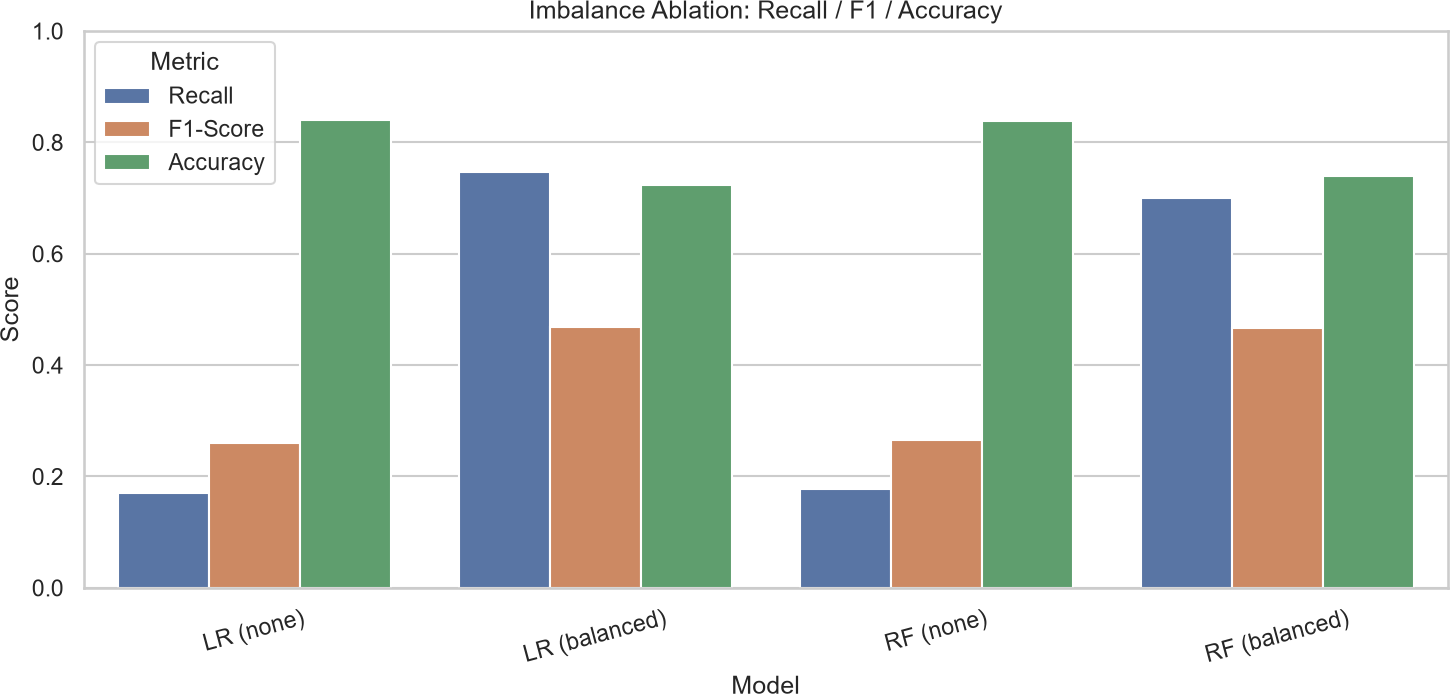 Imbalance Ablation: Recall / F1 / Accuracy
1.0
0.8
0.6
0.4
0.2
0.0
Score
Metric
Recall
F1-Score
Accuracy
LR (none)
LR (balanced)
RF (none)
RF (balanced)
Model